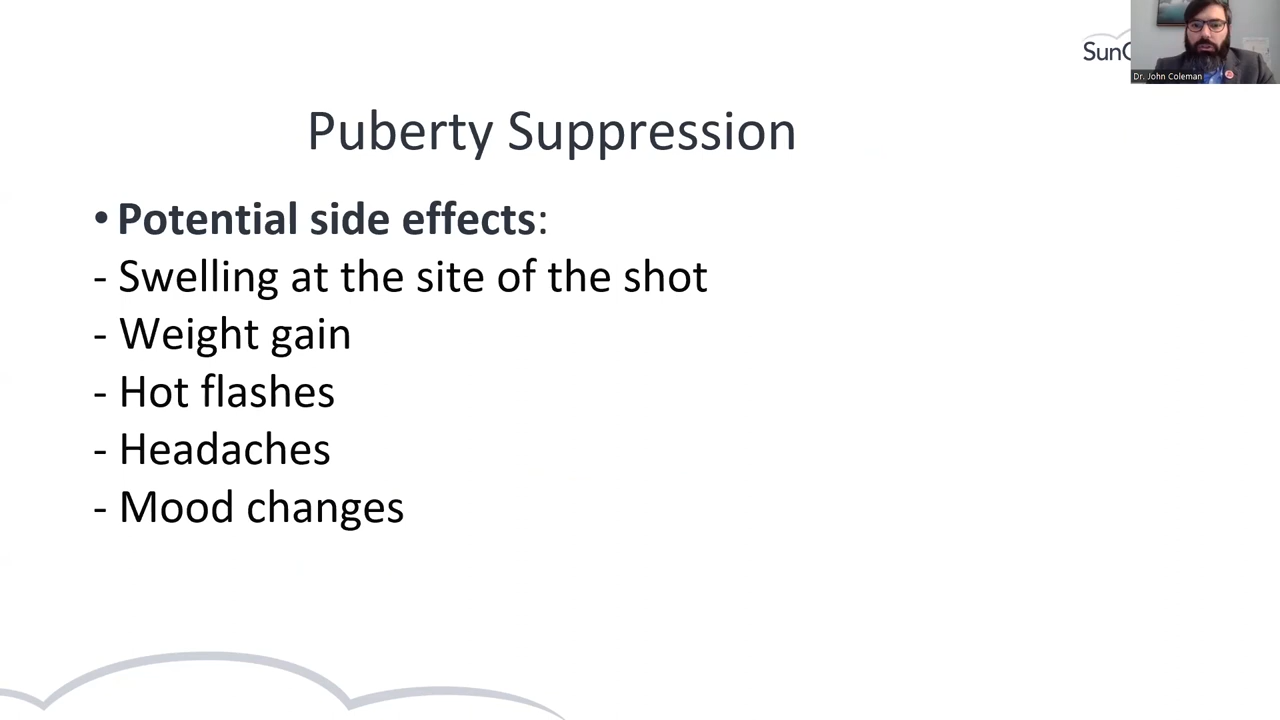 Puberty Suppression
• Potential side effects:
- Swelling at the site of the shot
- Weight gain
- Hot flashes
- Headaches
- Mood changes
Dr. John Coleman